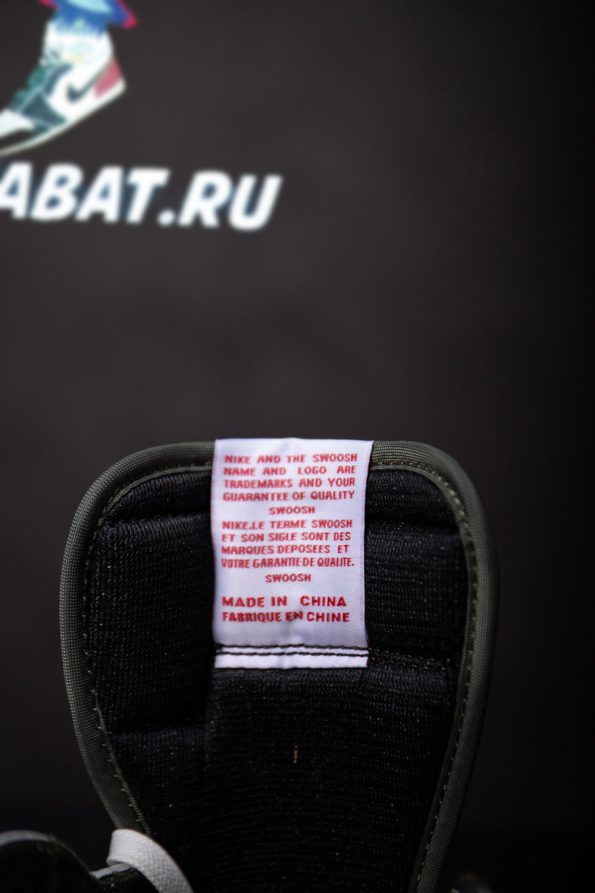 ABAT.RU
NIKE AND THE SWOOSH
NAME AND LOGO ARE
TRADEMARKS AND YOUR
GUARANTEE OF QUALITY
SWOOSH
NIKE.LE TERME SWOOSH
ET SON SIGLE SONT DES
MARQUES DEPOSEES ET
VOTRE GARANTIE DE QUALITE.
SWOOSH
MADE IN CHINA
FABRIQUE EN CHINE